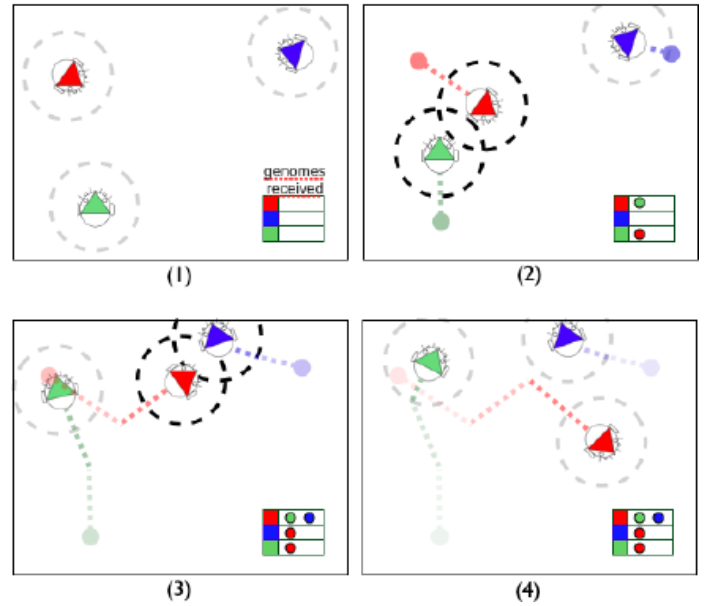 genomes
received
(1)
(2)
(3)
(4)